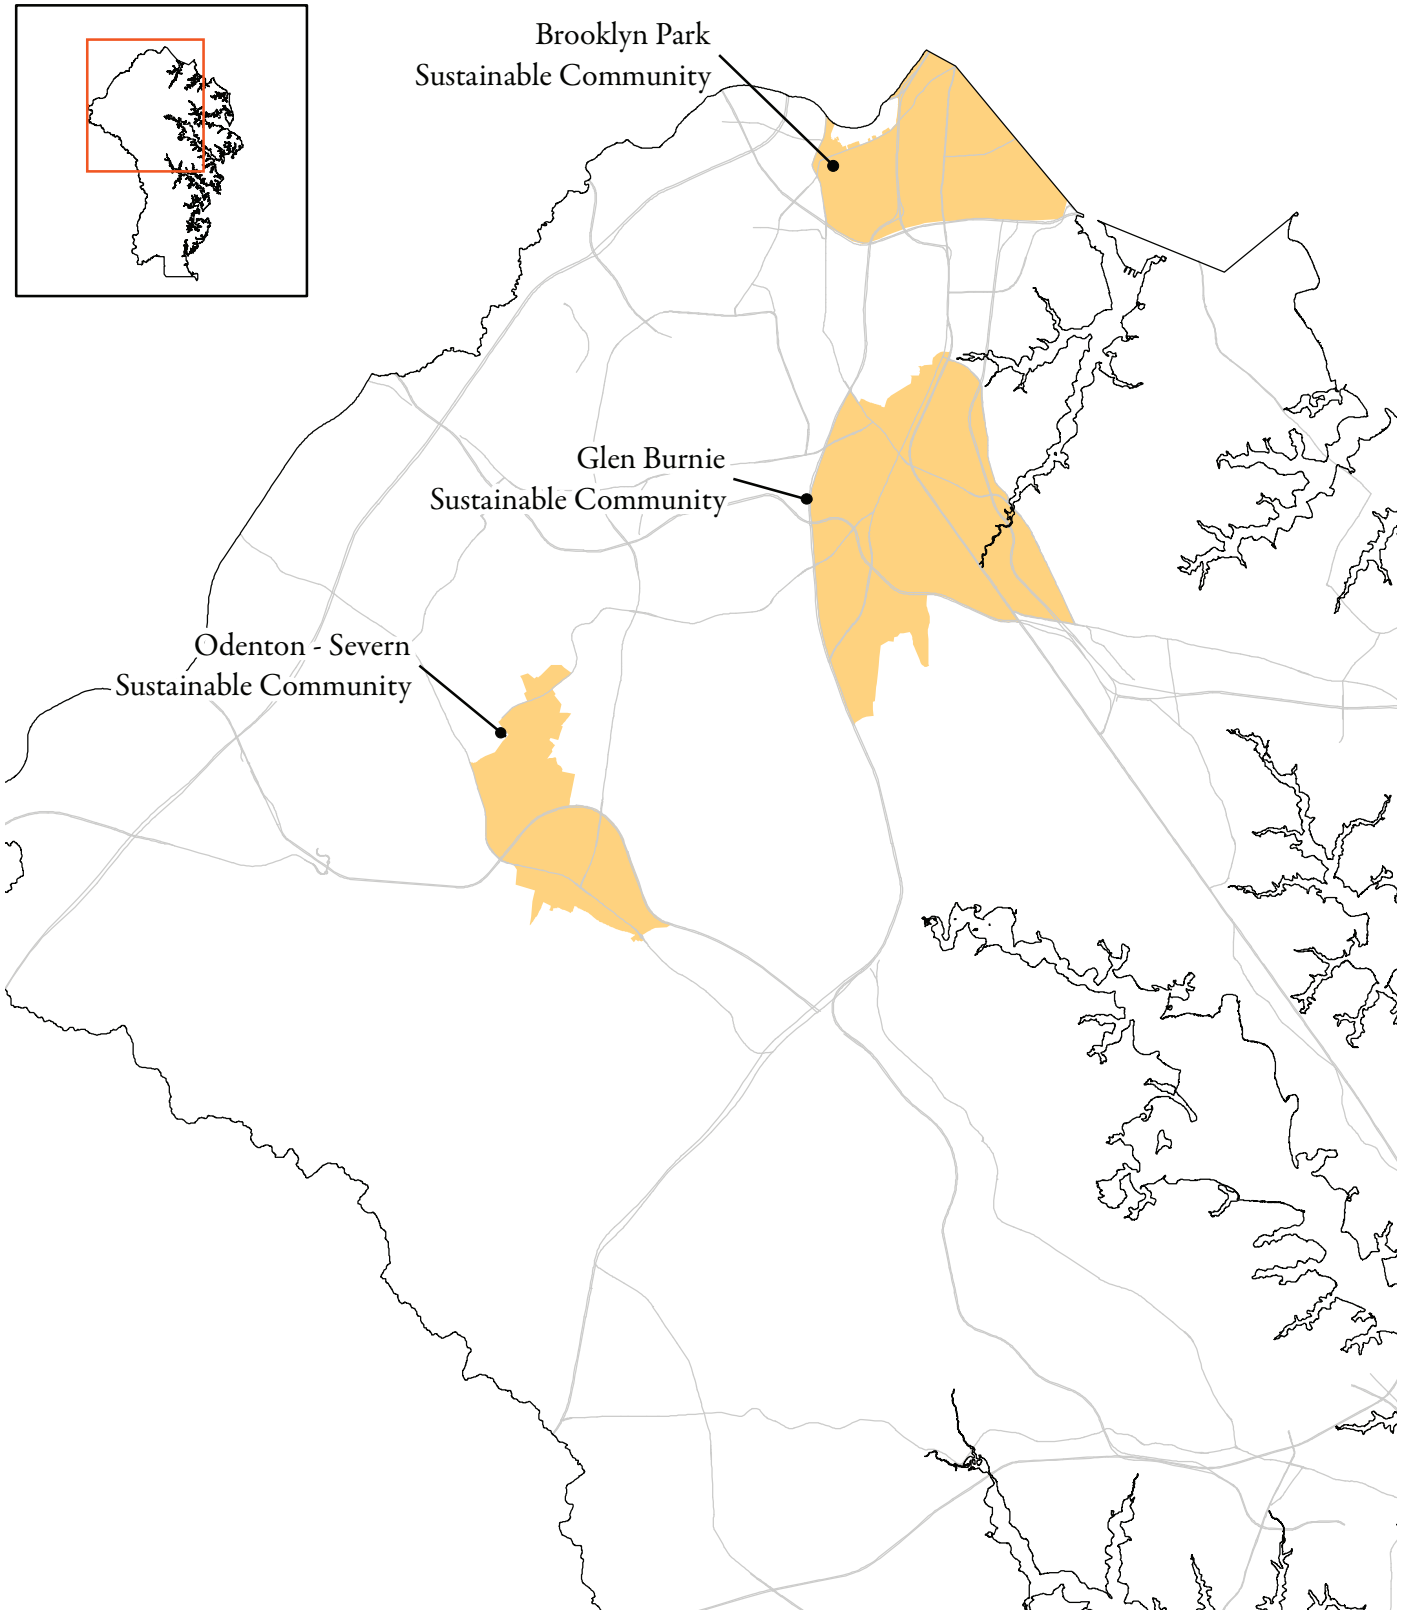 Brooklyn Park
Sustainable Community
Glen Burnie
Sustainable Community
Odenton - Severn
Sustainable Community